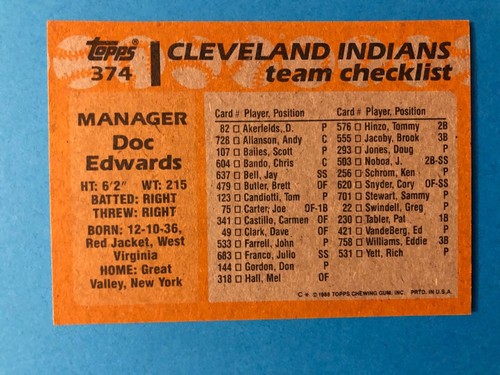 Topps®
374
CLEVELAND INDIANS
team checklist
MANAGER
Doc
Edwards
HT: 6'2" WT: 215
BATTED: RIGHT
THREW: RIGHT
BORN: 12-10-36,
Red Jacket, West
Virginia
HOME: Great
Valley, New York
Card # Player, Position
82 □ Akerfelds, D. P
728 □ Allanson, Andy C
107 □ Bailes, Scott P
604 □ Bando, Chris C
637 □ Bell, Jay SS
479 □ Butler, Brett OF
123 □ Candiotti, Tom P
75 □ Carter, Joe OF-1B
341 □ Castillo, Carmen OF
49 □ Clark, Dave OF
533 □ Farrell, John P
683 □ Franco, Julio SS
144 □ Gordon, Don P
318 □ Hall, Mel OF
Card # Player, Position
576 □ Hinzo, Tommy 2B
555 □ Jacoby, Brook 3B
293 □ Jones, Doug P
503 □ Noboa, J. 2B-SS
256 □ Schrom, Ken P
620 □ Snyder, Cory OF-SS
701 □ Stewart, Sammy P
22 □ Swindell, Greg P
230 □ Tabler, Pat 1B
421 □ VandeBerg, Ed P
758 □ Williams, Eddie 3B
531 □ Yett, Rich P
C * © 1988 TOPPS CHEWING GUM, INC. PRTD. IN U.S.A.